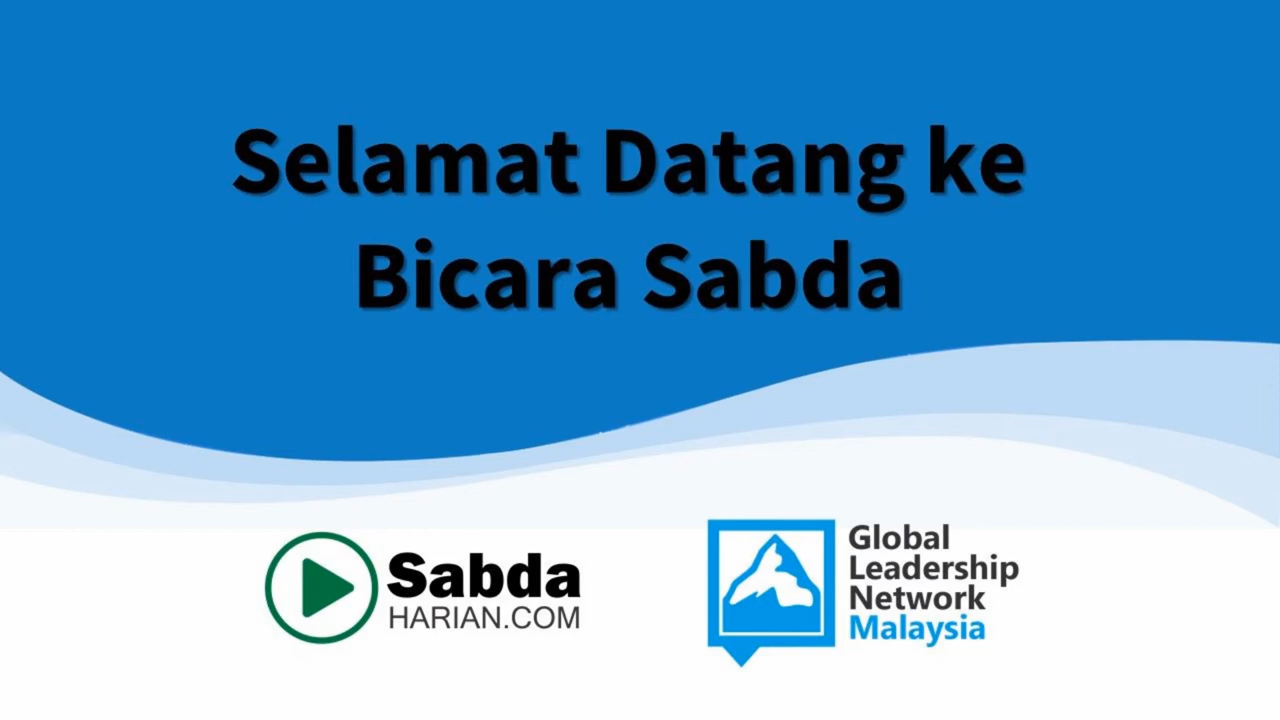 Selamat Datang ke
Bicara Sabda
Sabda
HARIAN.COM
Global
Leadership
Network
Malaysia